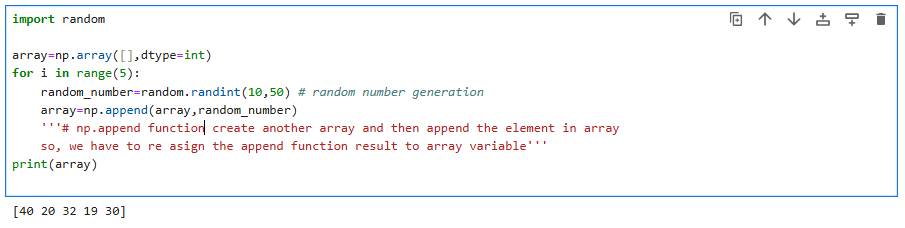 import random
array=np.array([],dtype=int)
for i in range(5):
random_number=random.randint(10,50) # random number generation
array=np.append(array,random_number)
'''# np.append function create another array and then append the element in array
so, we have to re asign the append function result to array variable'''
print(array)
[40 20 32 19 30]